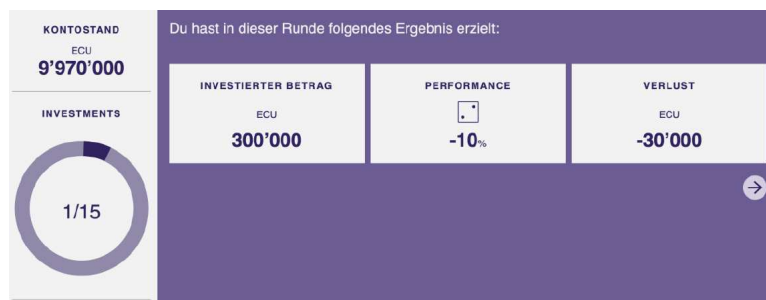 KONTOSTAND
ECU
9’970’000
INVESTMENTS
1/15
Du hast in dieser Runde folgendes Ergebnis erzielt:
INVESTIERTER BETRAG
ECU
300’000
PERFORMANCE
-10%
VERLUST
ECU
-30’000